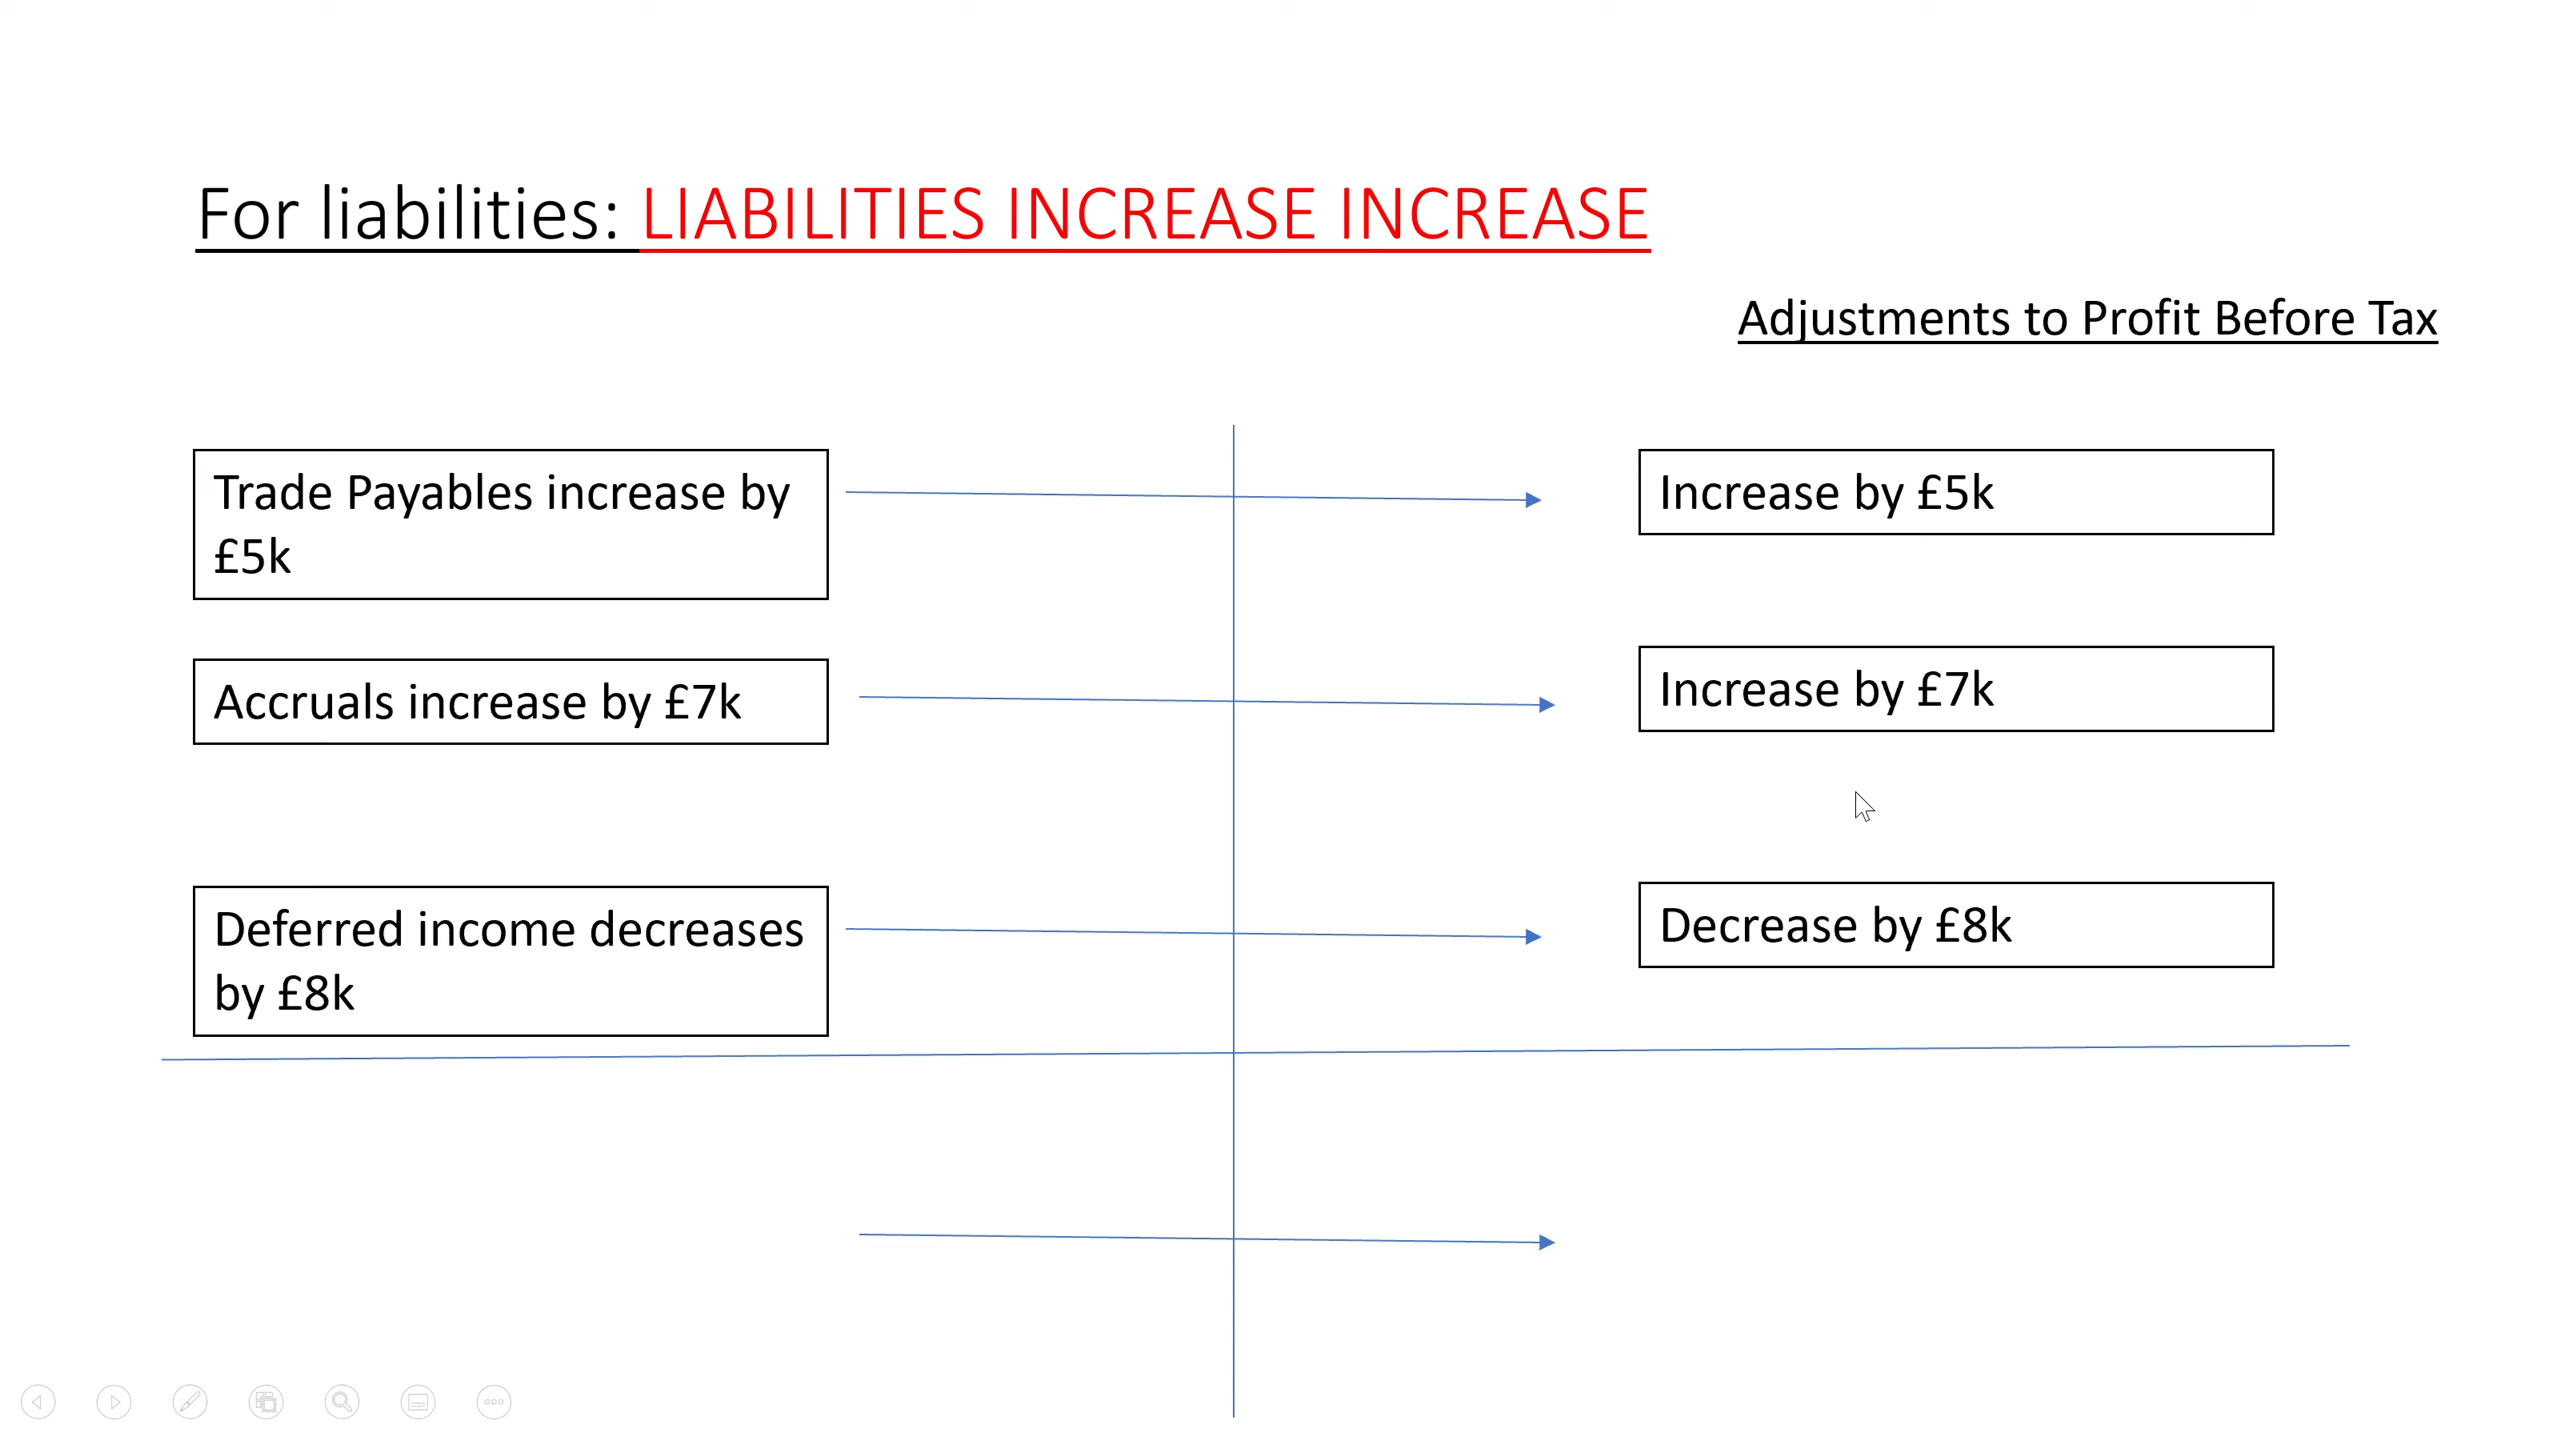 For liabilities: LIABILITIES INCREASE INCREASE
Adjustments to Profit Before Tax
Trade Payables increase by
£5k
Increase by £5k
Accruals increase by £7k
Increase by £7k
Deferred income decreases
by £8k
Decrease by £8k